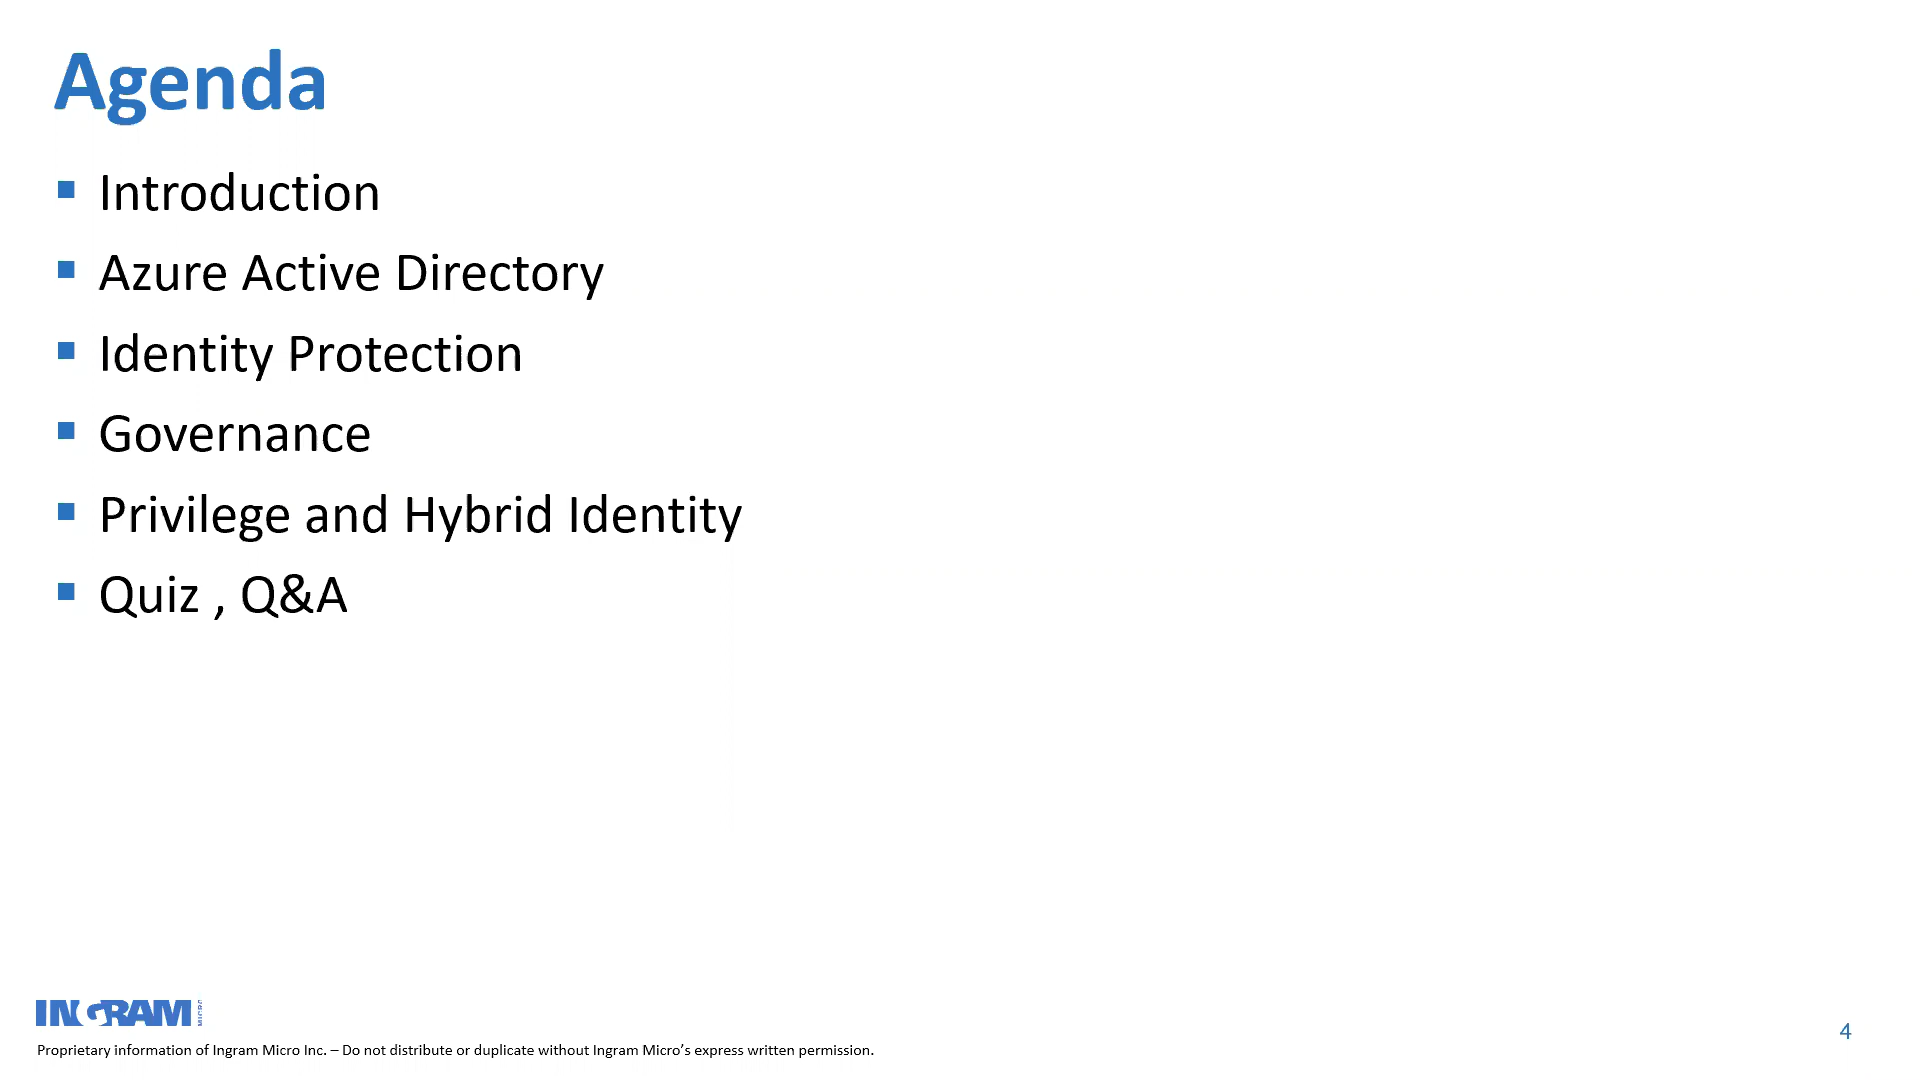 Agenda
▪ Introduction
▪ Azure Active Directory
▪ Identity Protection
▪ Governance
▪ Privilege and Hybrid Identity
▪ Quiz , Q&A
INGRAM MICRO
Proprietary information of Ingram Micro Inc. – Do not distribute or duplicate without Ingram Micro’s express written permission.
4